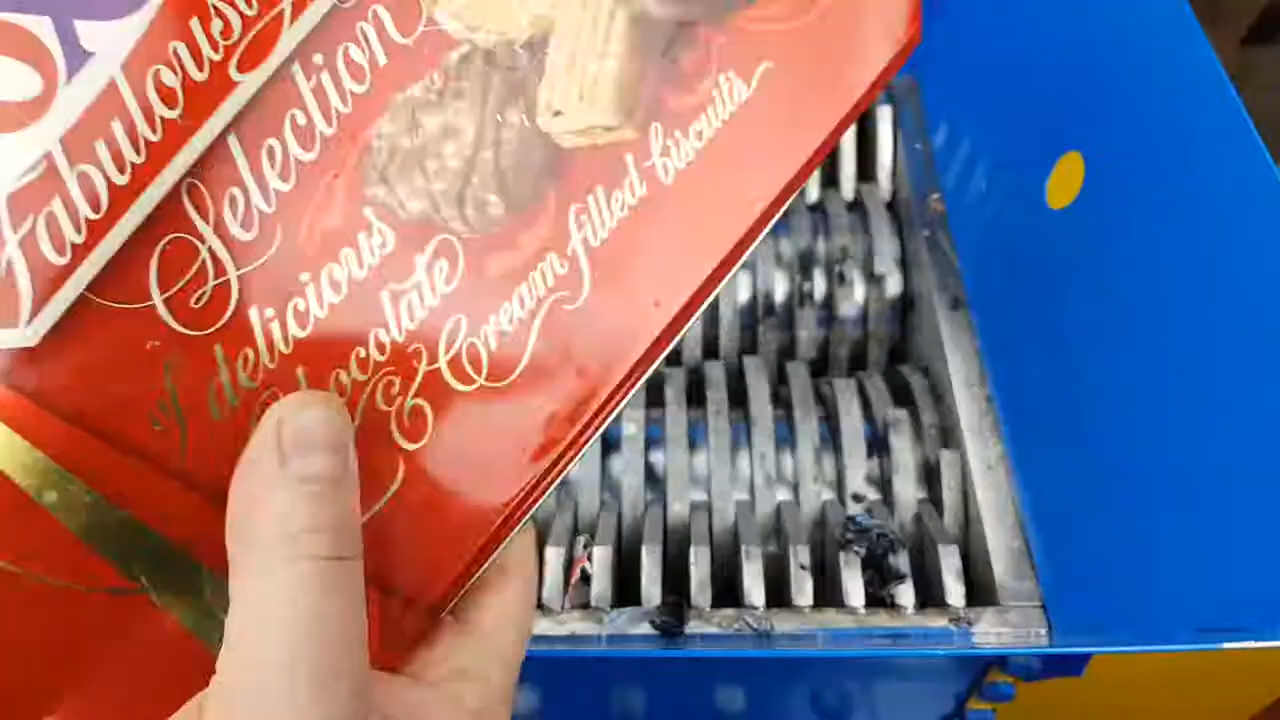 Fabulous
Selection
of delicious
Chocolate
& Cream filled biscuits